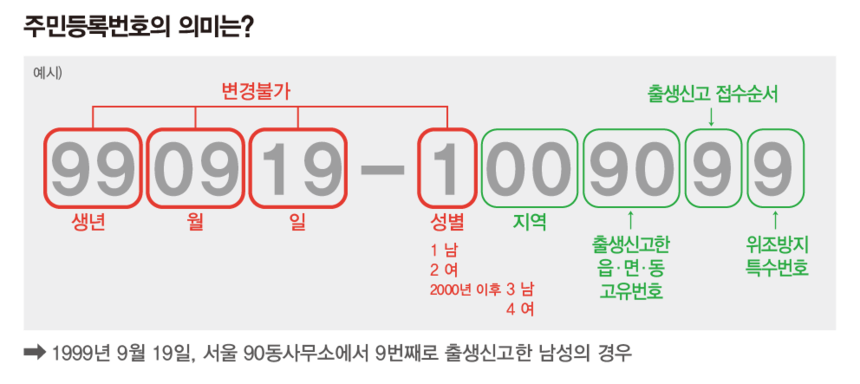 주민등록번호의 의미는?
예시)
변경불가
출생신고 접수순서
99 09 19 - 1 00 90 9 9
생년 월 일 성별 지역
1 남
2 여
2000년 이후 3 남
4 여
출생신고한
읍·면·동
고유번호
위조방지
특수번호
➡ 1999년 9월 19일, 서울 90동사무소에서 9번째로 출생신고한 남성의 경우